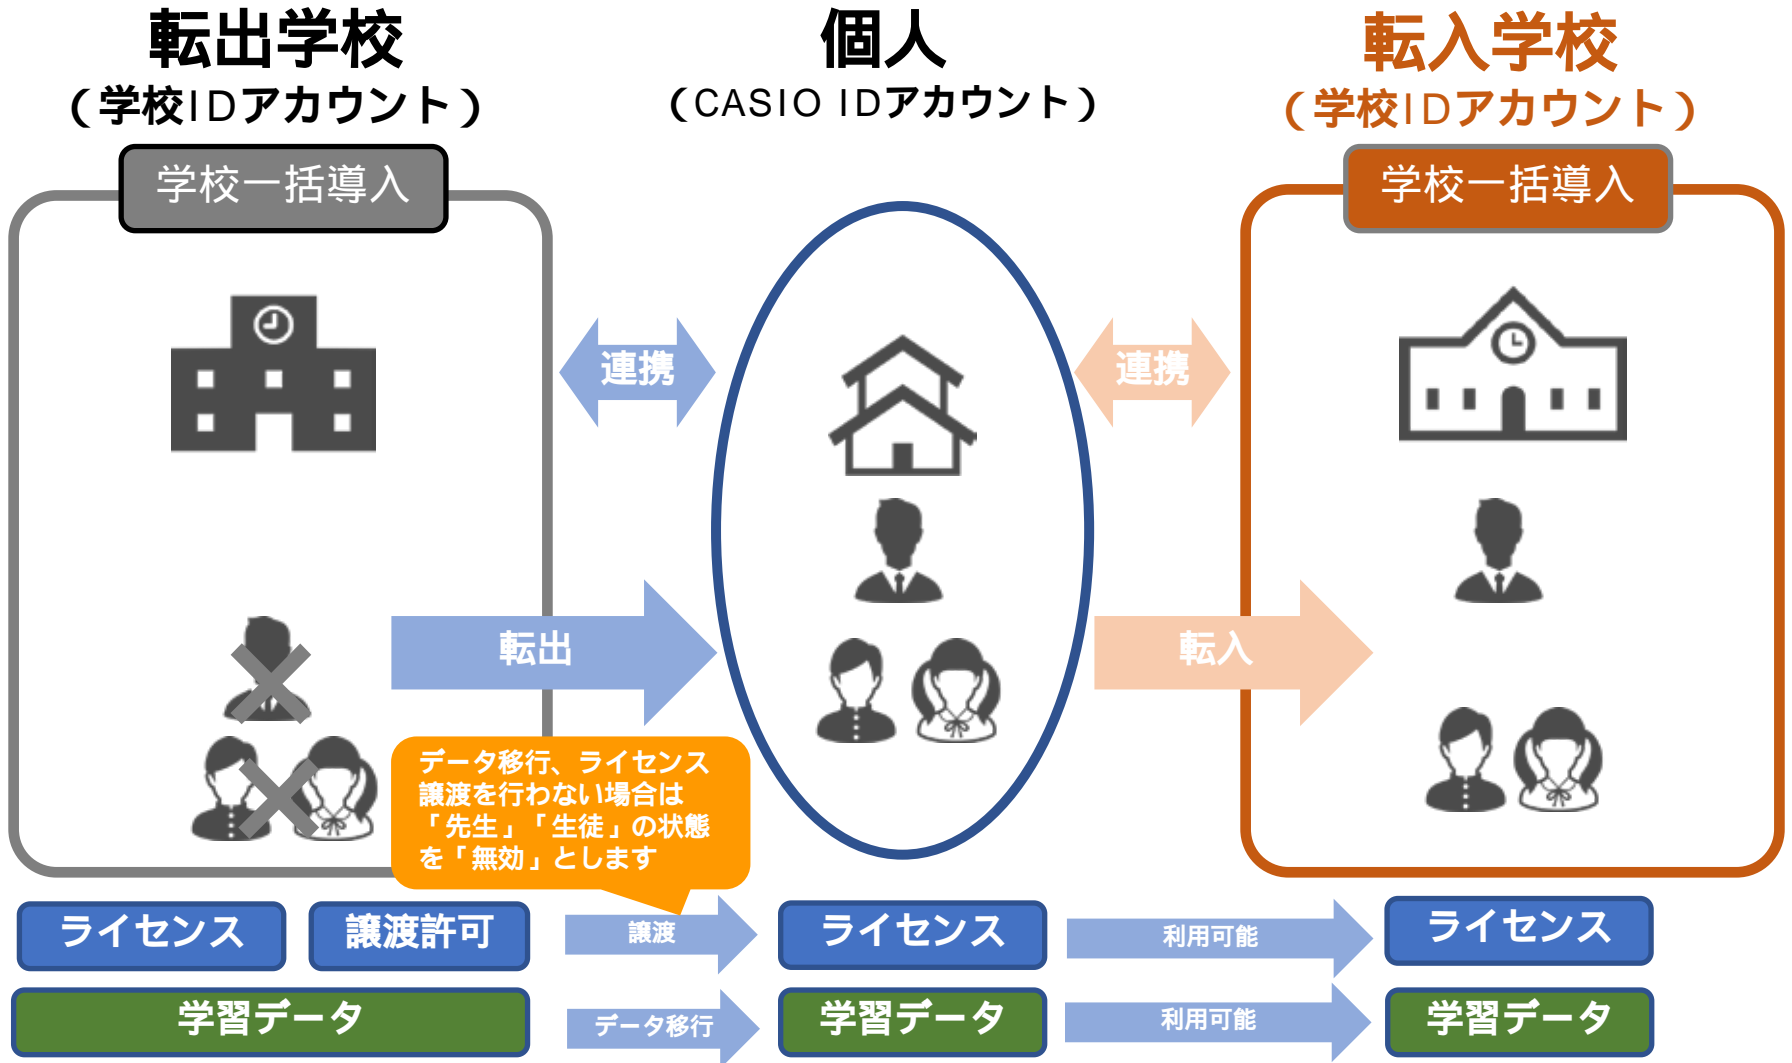 転出学校
（学校IDアカウント）
個人
（CASIO IDアカウント）
転入学校
（学校IDアカウント）
学校一括導入
学校一括導入
連携
連携
転出
転入
データ移行、ライセンス
譲渡を行わない場合は
「先生」「生徒」の状態
を「無効」とします
ライセンス
譲渡許可
譲渡
ライセンス
利用可能
ライセンス
学習データ
データ移行
学習データ
利用可能
学習データ